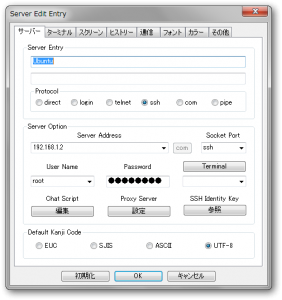 Server Edit Entry
サーバー ターミナル スクリーン ヒストリー 通信 フォント カラー その他
Server Entry
Ubuntu
Protocol
direct login telnet ssh com pipe
Server Option
Server Address Socket Port
192.168.1.2 com ssh
User Name Password Terminal
root ●●●●●●●●
Chat Script Proxy Server SSH Identity Key
編集 設定 参照
Default Kanji Code
EUC SJIS ASCII UTF-8
初期化 OK キャンセル